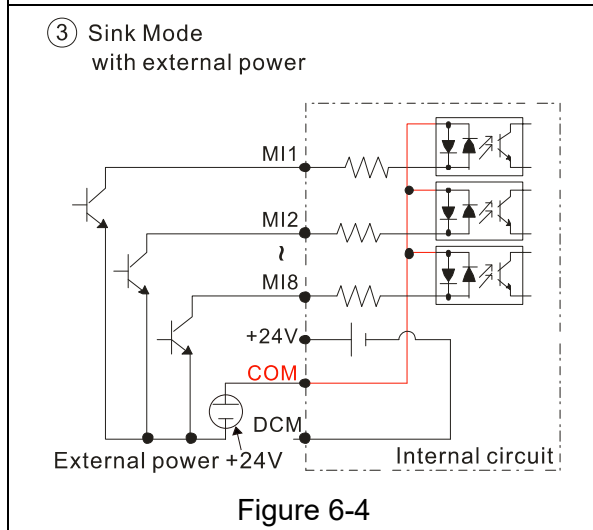 ③ Sink Mode
with external power
MI1
MI2
~
MI8
+24V
COM
DCM
External power +24V
Internal circuit
Figure 6-4